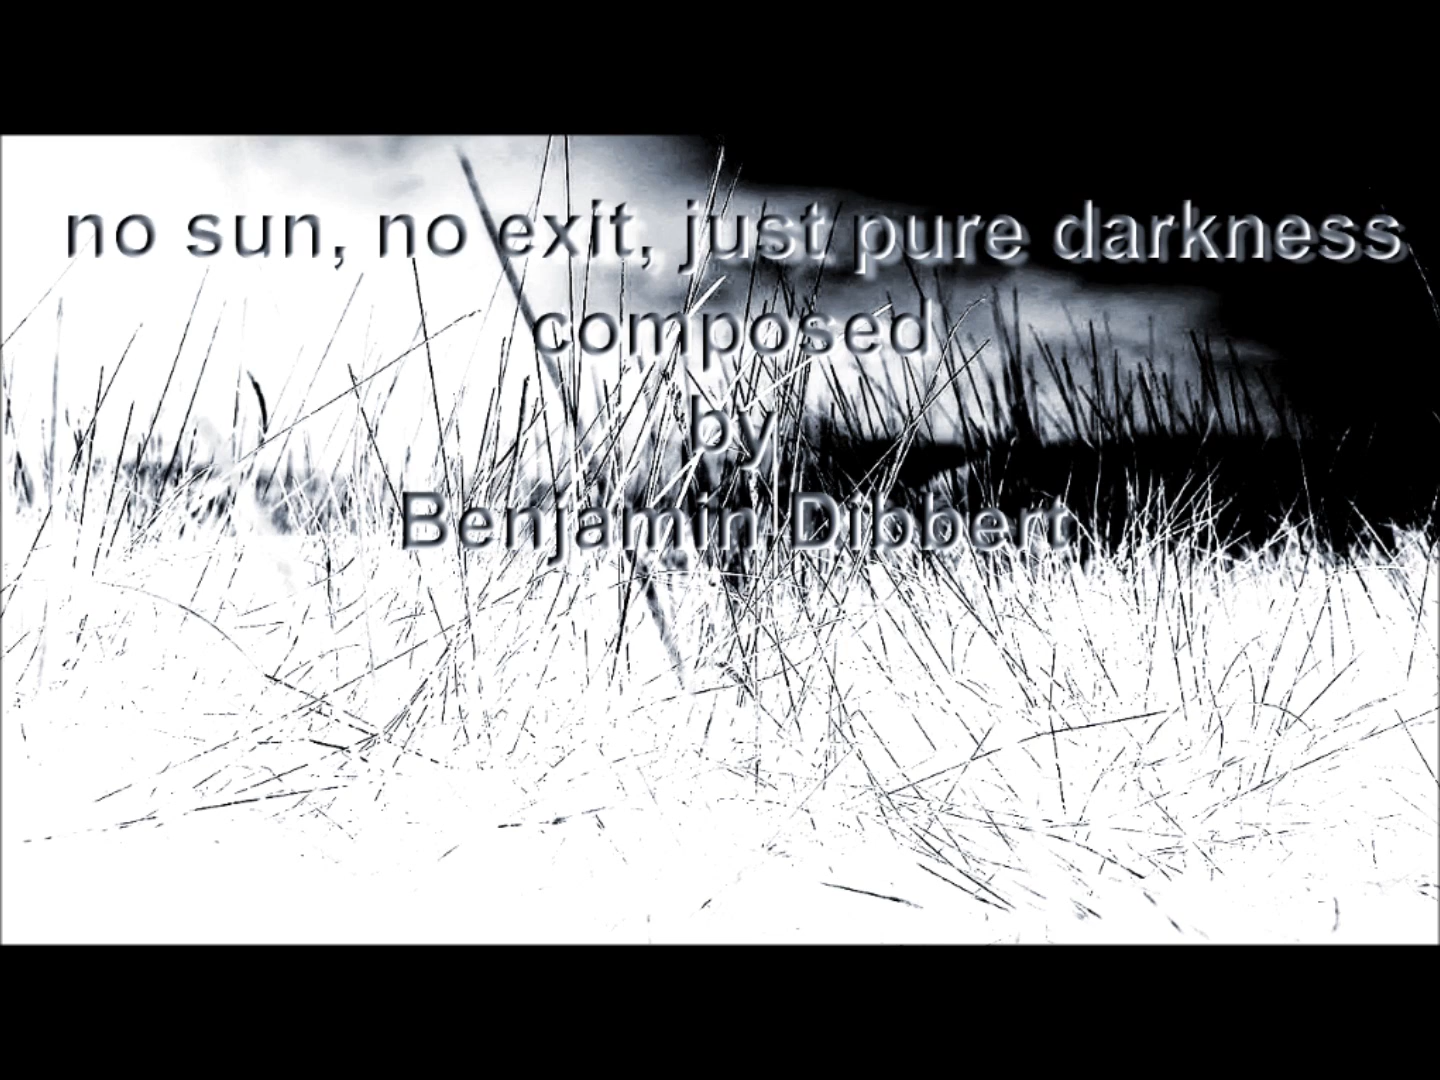 no sun, no exit, just pure darkness
composed
by
Benjamin Dibbert